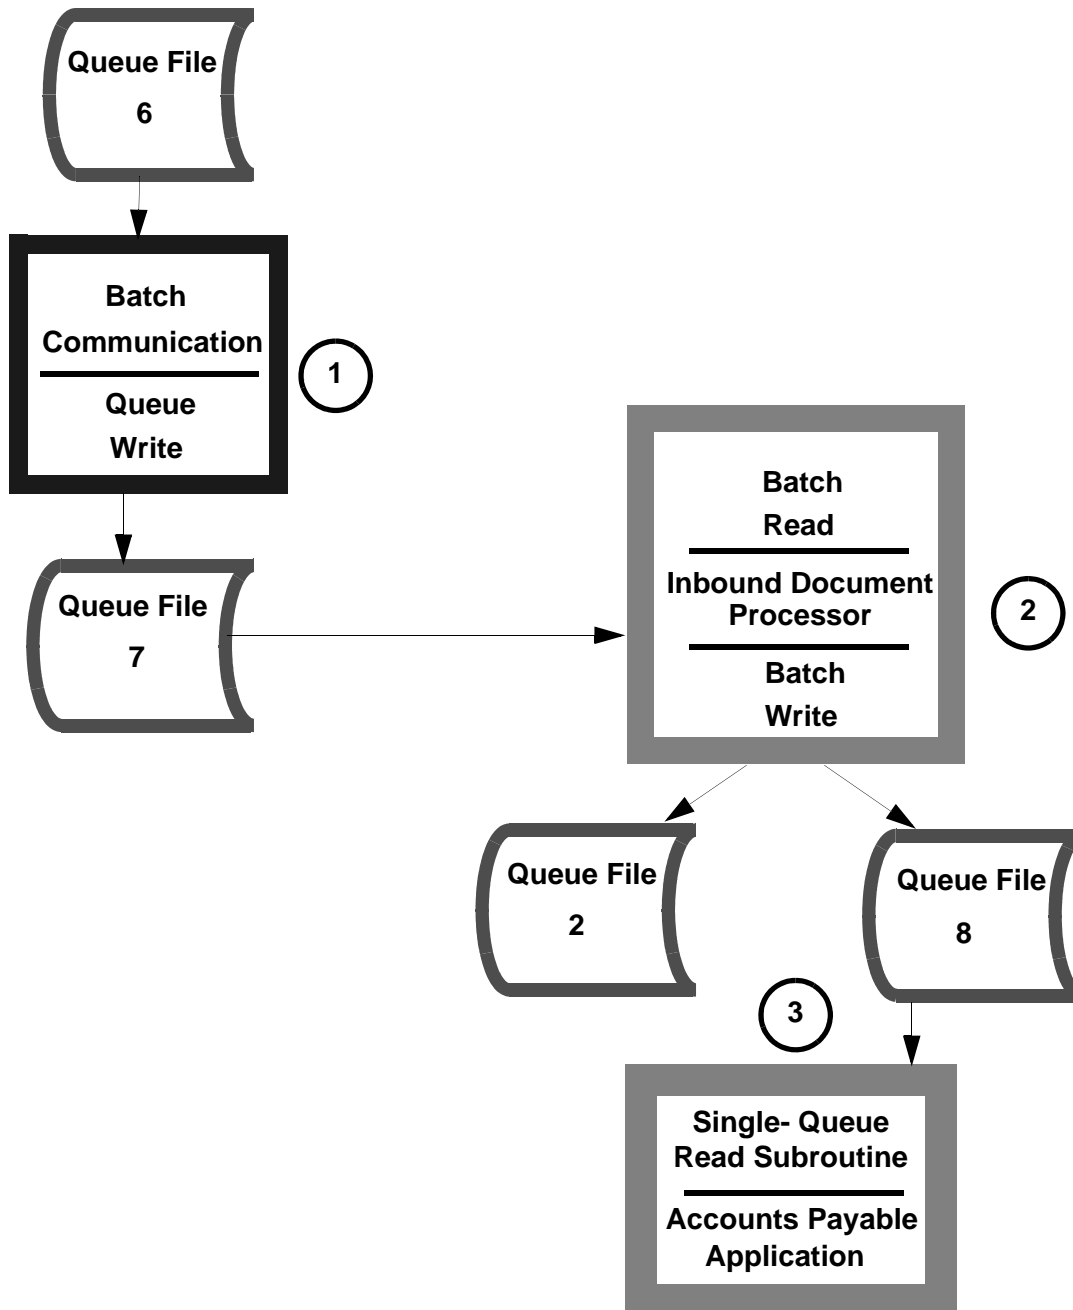 Queue File
6
Batch
Communication
Queue
Write
1
Queue File
7
Batch
Read
Inbound Document
Processor
Batch
Write
2
Queue File
2
Queue File
8
3
Single- Queue
Read Subroutine
Accounts Payable
Application